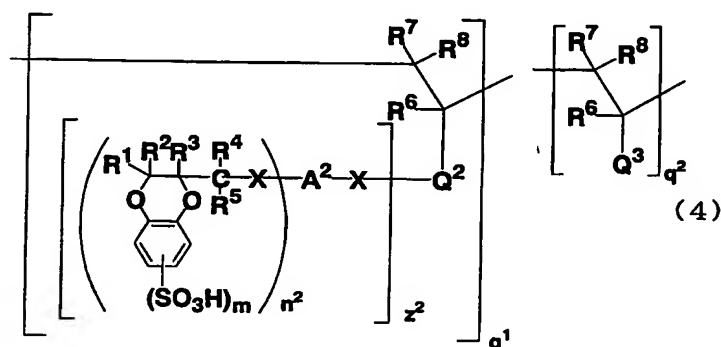 R⁷ R⁸ R⁷ R⁸
R⁶ R⁶
R¹ R² R³ R⁴
C X A² X Q² Q³ q²
O O R⁵ (4)
(SO₃H)m n² z² q¹